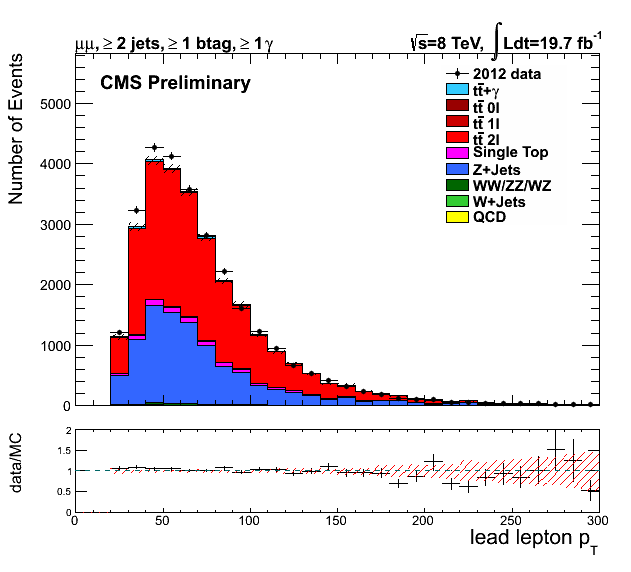 μμ, ≥ 2 jets, ≥ 1 btag, ≥ 1γ
√s=8 TeV, ∫ Ldt=19.7 fb⁻¹
CMS Preliminary
2012 data
tt̄+γ
tt̄ 0l
tt̄ 1l
tt̄ 2l
Single Top
Z+Jets
WW/ZZ/WZ
W+Jets
QCD
Number of Events
5000
4000
3000
2000
1000
0
data/MC
2
1.5
1
0.5
0
0 50 100 150 200 250 300
lead lepton p_T